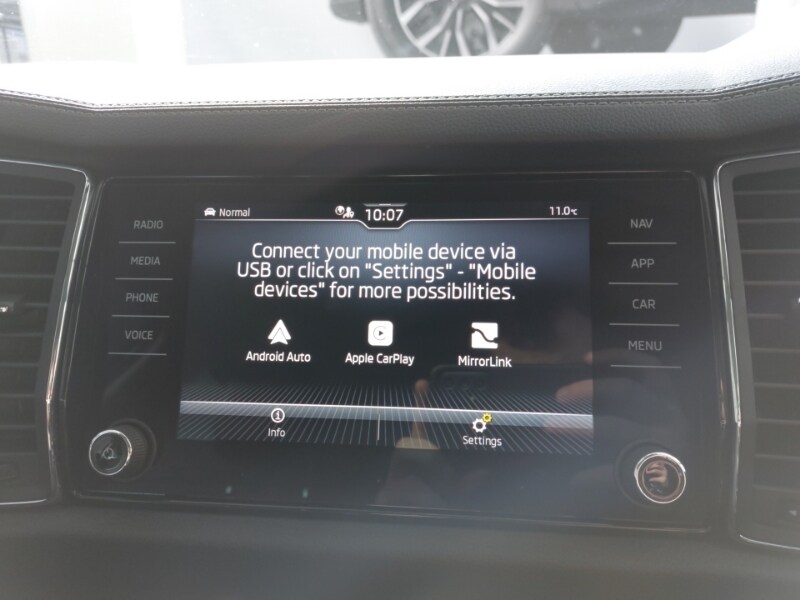 Normal
10:07
11.0°C
RADIO
MEDIA
PHONE
VOICE
Connect your mobile device via
USB or click on "Settings" - "Mobile
devices" for more possibilities.
Android Auto
Apple CarPlay
MirrorLink
Info
Settings
NAV
APP
CAR
MENU